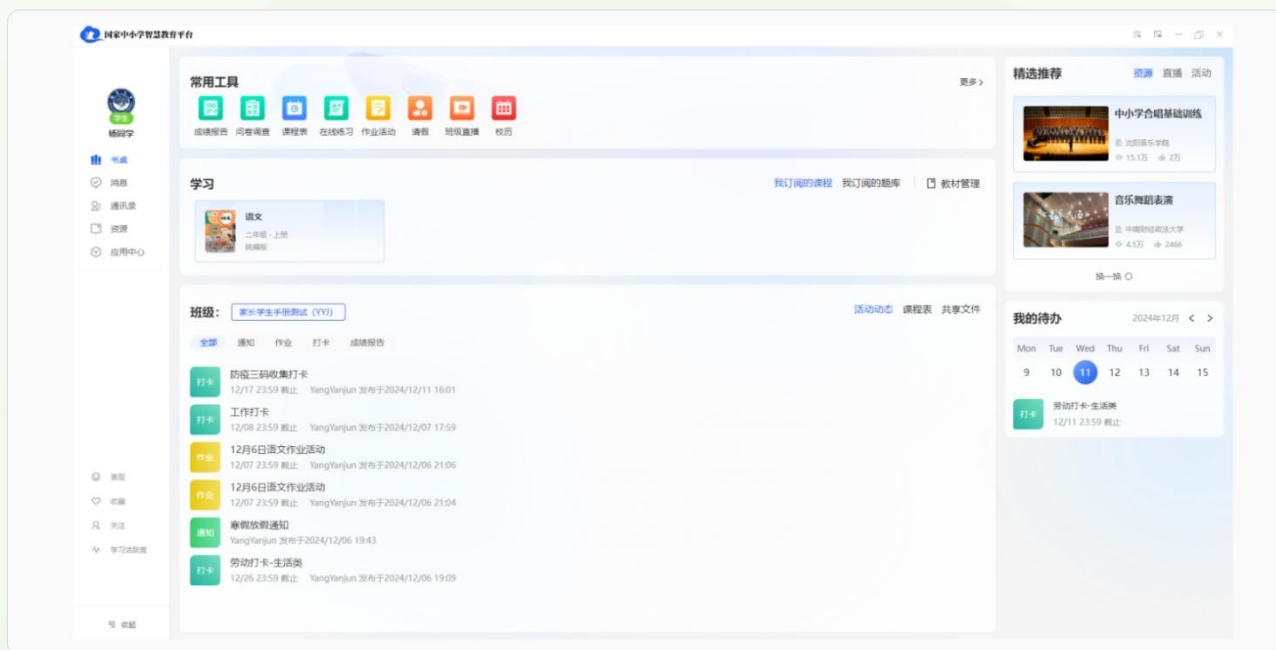 国家中小学智慧教育平台
学生
杨同学
书桌
消息
通讯录
资源
应用中心
表现
收藏
关注
学习活跃度
收起
常用工具
更多>
成绩报告 问卷调查 课程表 在线练习 作业活动 请假 班级直播 校历
学习
我订阅的课程 我订阅的题库 教材管理
语文
二年级 - 上册
统编版
班级：
家长学生手册测试 (YYJ)
活动动态 课程表 共享文件
全部 通知 作业 打卡 成绩报告
打卡
防疫三码收集打卡
12/17 23:59 截止 YangYanjun 发布于2024/12/11 16:01
打卡
工作打卡
12/08 23:59 截止 YangYanjun 发布于2024/12/07 17:59
作业
12月6日语文作业活动
12/07 23:59 截止 YangYanjun 发布于2024/12/06 21:06
作业
12月6日语文作业活动
12/07 23:59 截止 YangYanjun 发布于2024/12/06 21:04
通知
寒假放假通知
YangYanjun 发布于2024/12/06 19:43
打卡
劳动打卡-生活类
12/26 23:59 截止 YangYanjun 发布于2024/12/06 19:09
精选推荐
资源 直播 活动
中小学合唱基础训练
沈阳音乐学院
15.1万 2万
音乐舞蹈表演
中南财经政法大学
4.5万 2466
换一换
我的待办
2024年12月 < >
Mon Tue Wed Thu Fri Sat Sun
9 10 11 12 13 14 15
打卡
劳动打卡-生活类
12/11 23:59 截止